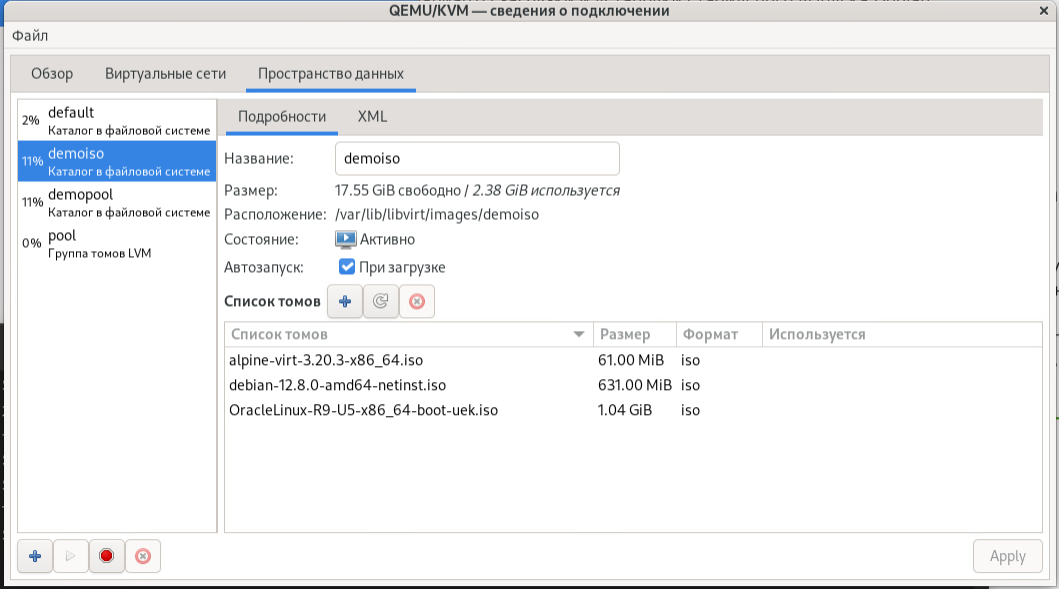 QEMU/KVM — сведения о подключении
Файл
Обзор Виртуальные сети Пространство данных
2% default
Каталог в файловой системе
11% demoiso
Каталог в файловой системе
11% demopool
Каталог в файловой системе
0% pool
Группа томов LVM
Подробности XML
Название: demoiso
Размер: 17.55 GiB свободно / 2.38 GiB используется
Расположение: /var/lib/libvirt/images/demoiso
Состояние: Активно
Автозапуск: При загрузке
Список томов
Список томов Размер Формат Используется
alpine-virt-3.20.3-x86_64.iso 61.00 MiB iso
debian-12.8.0-amd64-netinst.iso 631.00 MiB iso
OracleLinux-R9-U5-x86_64-boot-uek.iso 1.04 GiB iso
Apply